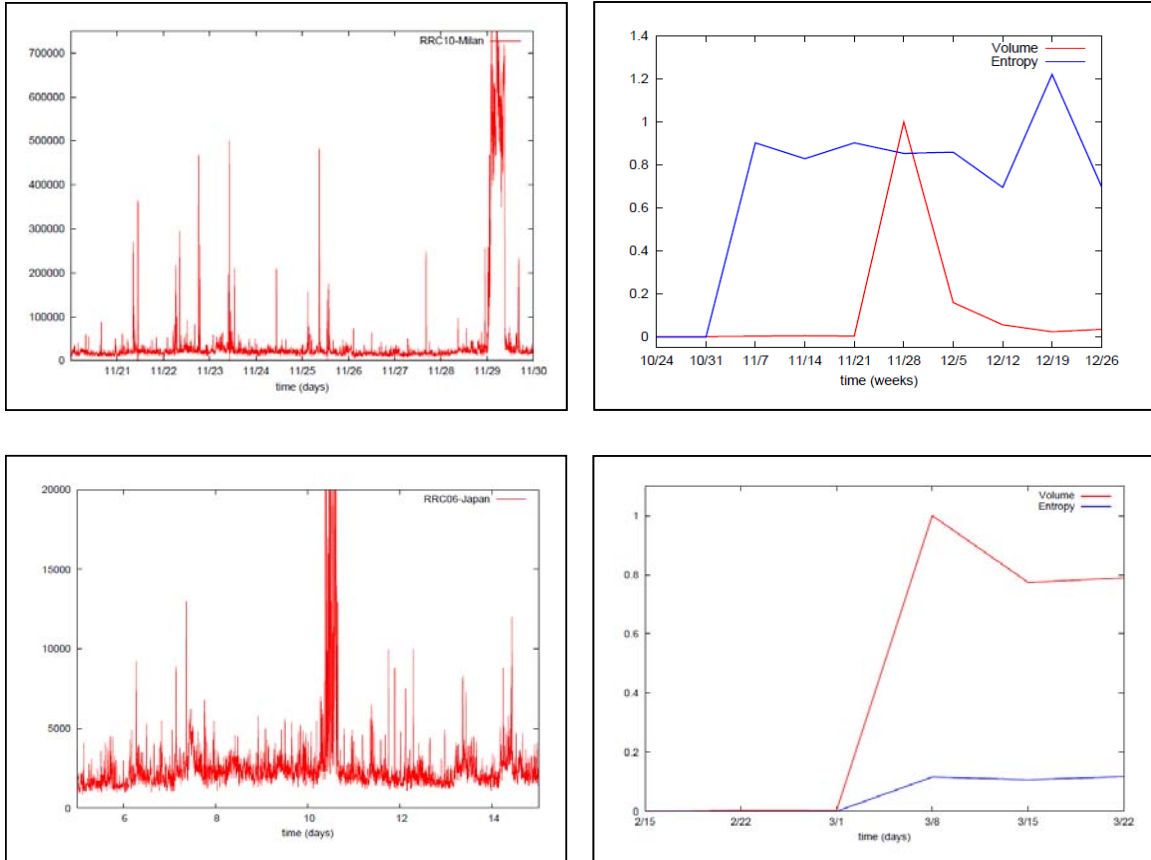 RRC10-Milan
700000
600000
500000
400000
300000
200000
100000
0
11/21 11/22 11/23 11/24 11/25 11/26 11/27 11/28 11/29 11/30
time (days)
Volume
Entropy
1.4
1.2
1
0.8
0.6
0.4
0.2
0
10/24 10/31 11/7 11/14 11/21 11/28 12/5 12/12 12/19 12/26
time (weeks)
RRC06-Japan
20000
15000
10000
5000
0
6 8 10 12 14
time (days)
Volume
Entropy
1
0.8
0.6
0.4
0.2
0
2/15 2/22 3/1 3/8 3/15 3/22
time (days)